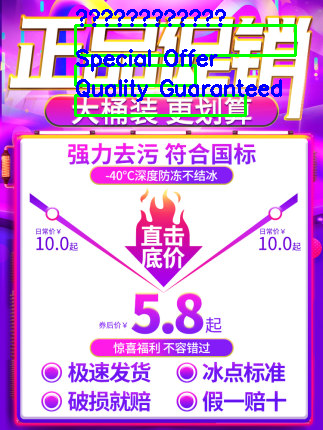 ????????????
正品促销
Special Offer
Quality Guaranteed
大桶装 更划算
强力去污 符合国标
-40℃深度防冻不结冰
日常价¥
10.0起
日常价¥
10.0起
直击
底价
券后价¥ 5.8起
惊喜福利 不容错过
极速发货 冰点标准
破损就赔 假一赔十